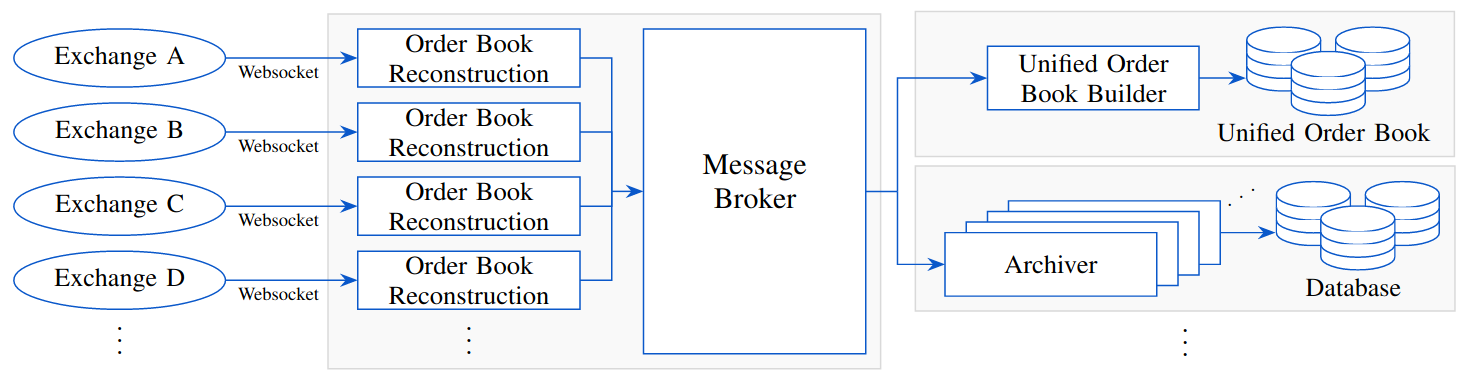 Exchange A
Websocket
Order Book
Reconstruction
Exchange B
Websocket
Order Book
Reconstruction
Exchange C
Websocket
Order Book
Reconstruction
Exchange D
Websocket
Order Book
Reconstruction
Message
Broker
Unified Order
Book Builder
Unified Order Book
Archiver
Database